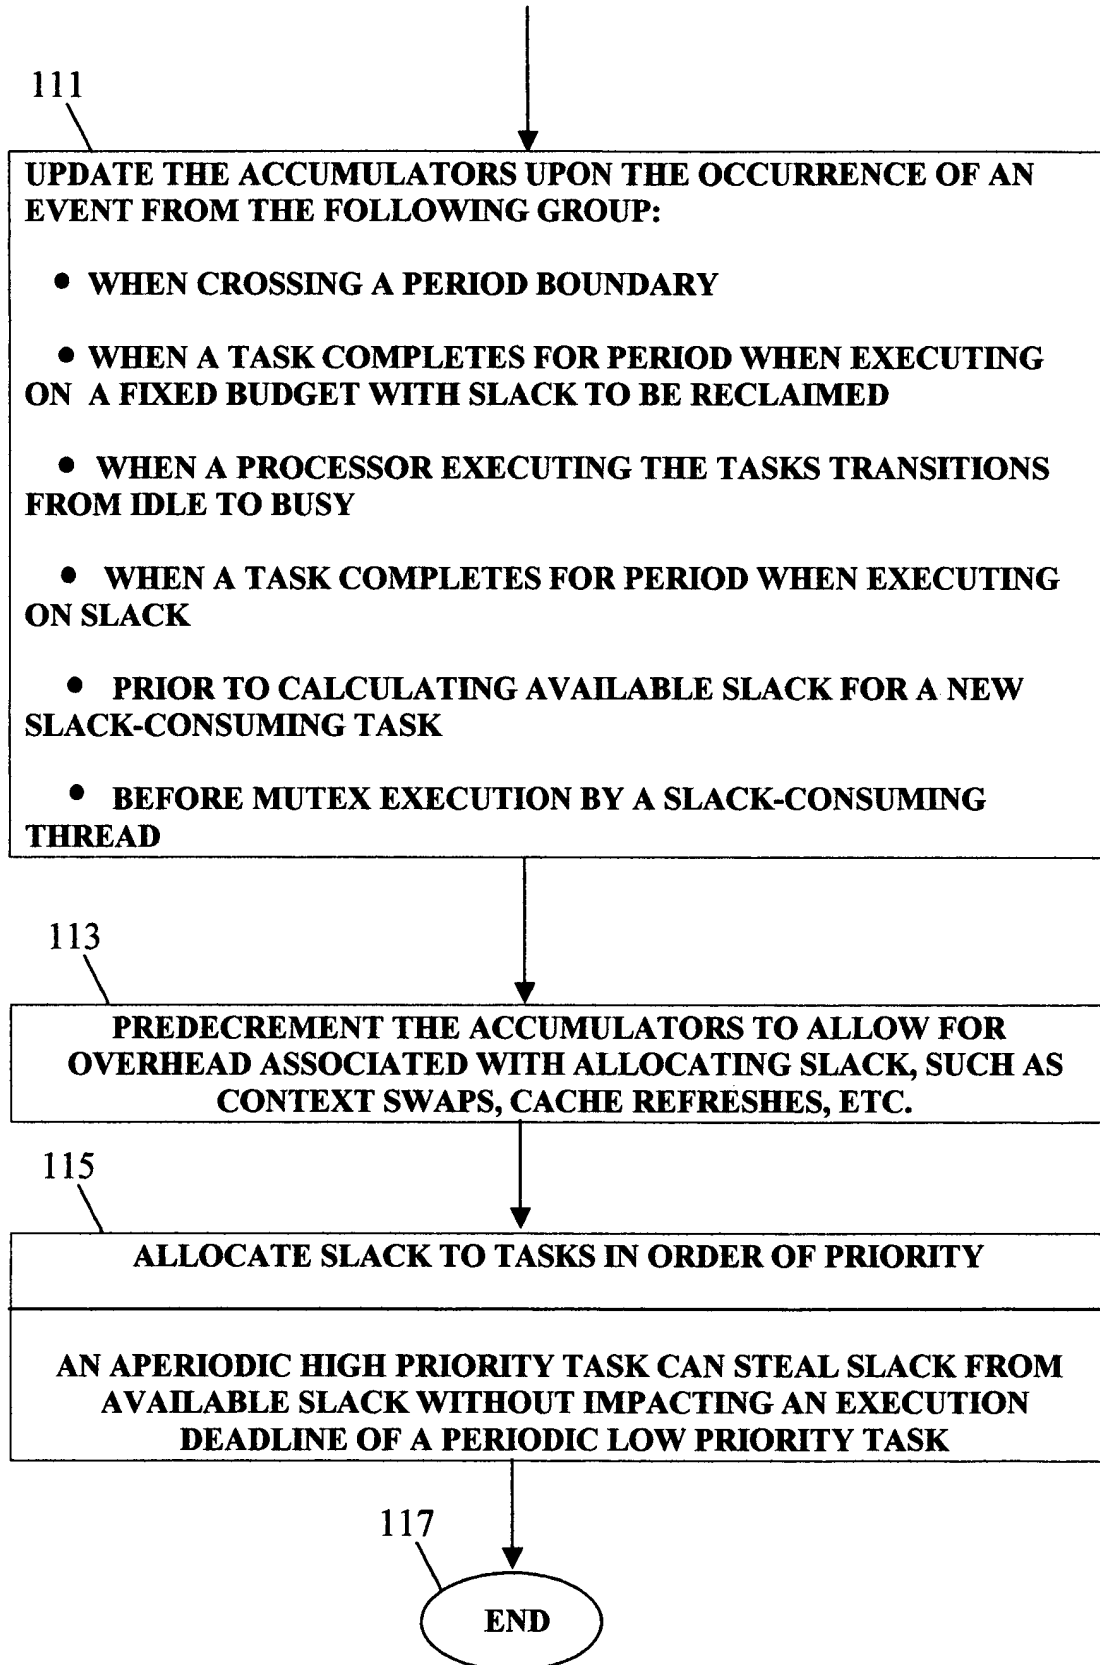 111
UPDATE THE ACCUMULATORS UPON THE OCCURRENCE OF AN
EVENT FROM THE FOLLOWING GROUP:
• WHEN CROSSING A PERIOD BOUNDARY
• WHEN A TASK COMPLETES FOR PERIOD WHEN EXECUTING
ON A FIXED BUDGET WITH SLACK TO BE RECLAIMED
• WHEN A PROCESSOR EXECUTING THE TASKS TRANSITIONS
FROM IDLE TO BUSY
• WHEN A TASK COMPLETES FOR PERIOD WHEN EXECUTING
ON SLACK
• PRIOR TO CALCULATING AVAILABLE SLACK FOR A NEW
SLACK-CONSUMING TASK
• BEFORE MUTEX EXECUTION BY A SLACK-CONSUMING
THREAD
113
PREDECREMENT THE ACCUMULATORS TO ALLOW FOR
OVERHEAD ASSOCIATED WITH ALLOCATING SLACK, SUCH AS
CONTEXT SWAPS, CACHE REFRESHES, ETC.
115
ALLOCATE SLACK TO TASKS IN ORDER OF PRIORITY
AN APERIODIC HIGH PRIORITY TASK CAN STEAL SLACK FROM
AVAILABLE SLACK WITHOUT IMPACTING AN EXECUTION
DEADLINE OF A PERIODIC LOW PRIORITY TASK
117
END